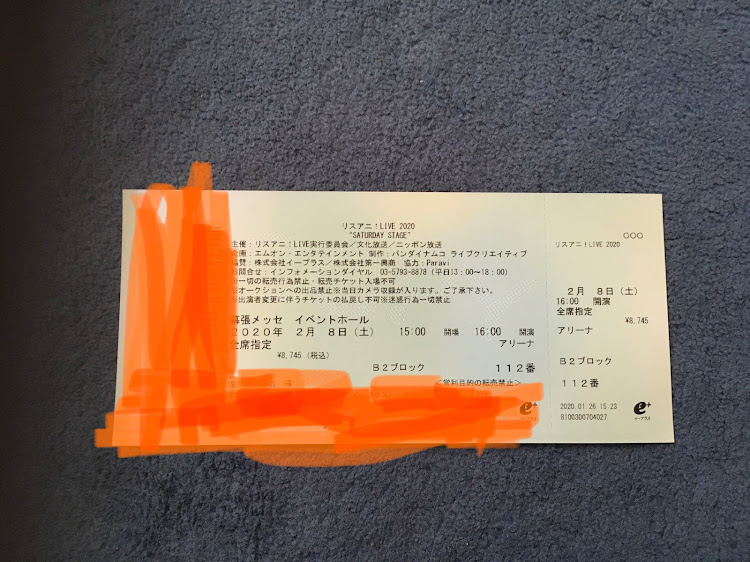 リスアニ！LIVE 2020
"SATURDAY STAGE"
主催：リスアニ！LIVE実行委員会／文化放送／ニッポン放送
企画：エムオン・エンタテインメント 制作：バンダイナムコ ライブクリエイティブ
協賛：株式会社イープラス／株式会社第一興商 協力：Paravi
お問合せ：インフォメーションダイヤル 03-5793-8878（平日13：00〜18：00）
※一切の転売行為禁止・転売チケット入場不可
※オークションへの出品禁止※当日カメラ収録が入ります。ご了承下さい。
※出演者変更に伴うチケットの払戻し不可※迷惑行為一切禁止
幕張メッセ イベントホール
2020年 2月 8日（土） 15:00 開場 16:00 開演
全席指定 アリーナ
¥8,745（税込）
B2ブロック 112番
様
＜営利目的の転売禁止＞
e+
○○○
リスアニ！LIVE 2020
2月 8日（土）
16:00 開演
全席指定
¥8,745
アリーナ
B2ブロック
112番
2020.01.26 15:23
8100300704027
e+
イープラス